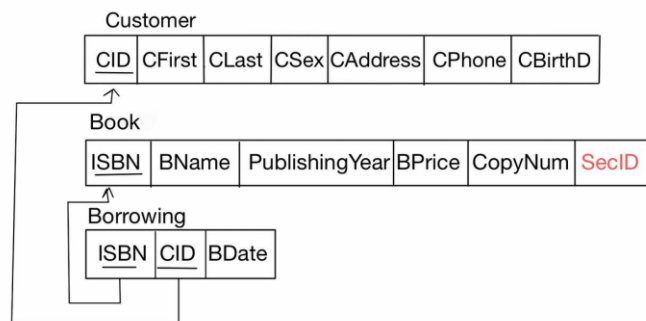 Customer
CID CFirst CLast CSex CAddress CPhone CBirthD
Book
ISBN BName PublishingYear BPrice CopyNum SecID
Borrowing
ISBN CID BDate